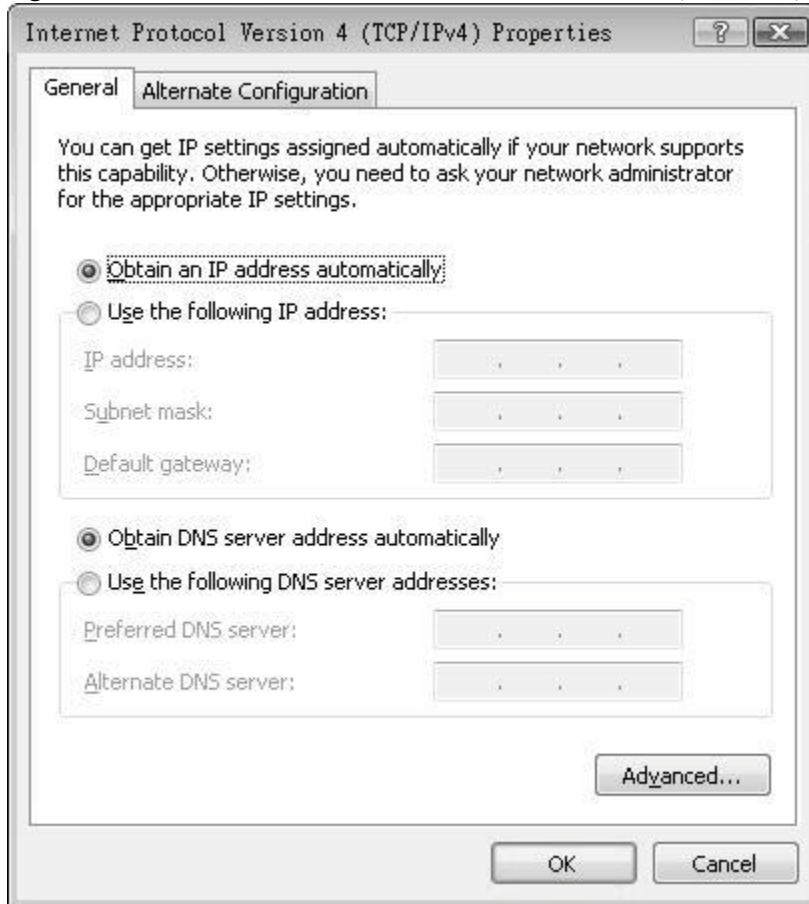 Internet Protocol Version 4 (TCP/IPv4) Properties
General
Alternate Configuration
You can get IP settings assigned automatically if your network supports
this capability. Otherwise, you need to ask your network administrator
for the appropriate IP settings.
Obtain an IP address automatically
Use the following IP address:
IP address:
Subnet mask:
Default gateway:
Obtain DNS server address automatically
Use the following DNS server addresses:
Preferred DNS server:
Alternate DNS server:
Advanced...
OK
Cancel